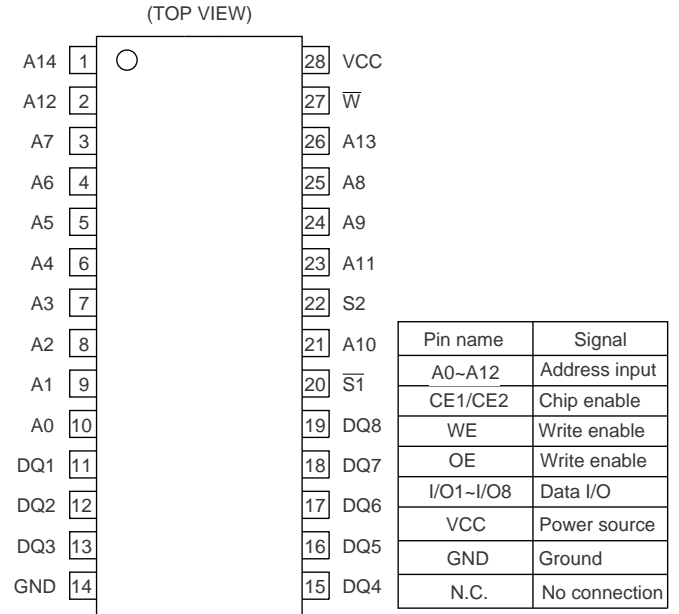 (TOP VIEW)
A14 1 28 VCC
A12 2 27 W̅
A7 3 26 A13
A6 4 25 A8
A5 5 24 A9
A4 6 23 A11
A3 7 22 S2
A2 8 21 A10
A1 9 20 S̅1̅
A0 10 19 DQ8
DQ1 11 18 DQ7
DQ2 12 17 DQ6
DQ3 13 16 DQ5
GND 14 15 DQ4
Pin name Signal
A0~A12 Address input
CE1/CE2 Chip enable
WE Write enable
OE Write enable
I/O1~I/O8 Data I/O
VCC Power source
GND Ground
N.C. No connection